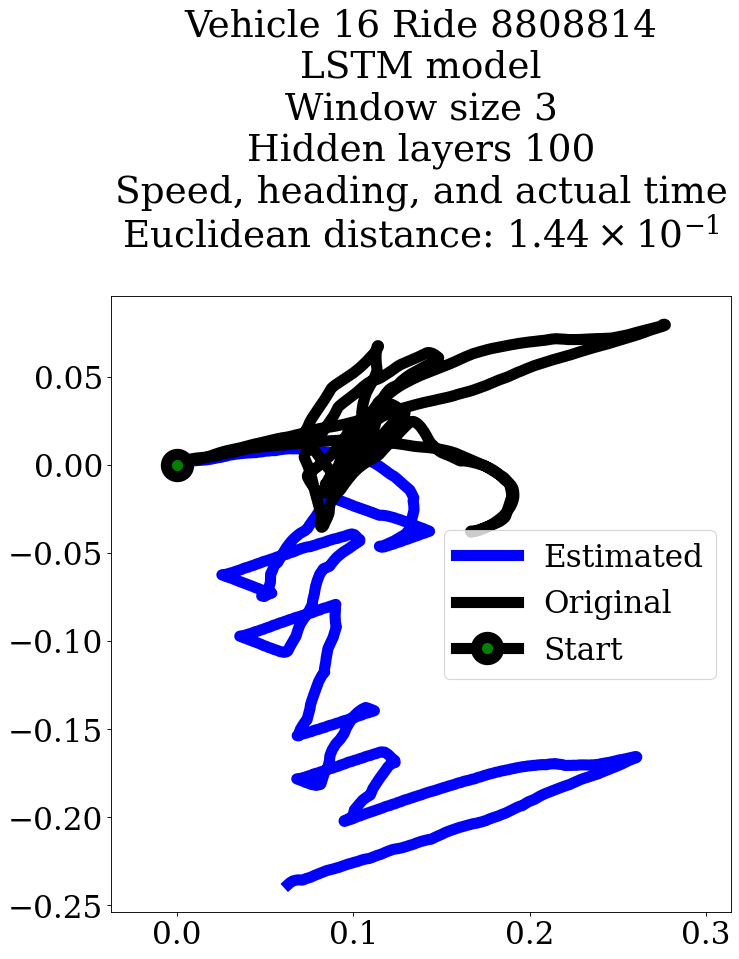 Vehicle 16 Ride 8808814
LSTM model
Window size 3
Hidden layers 100
Speed, heading, and actual time
Euclidean distance: 1.44 × 10⁻¹
0.05
0.00
−0.05
−0.10
−0.15
−0.20
−0.25
Estimated
Original
Start
0.0 0.1 0.2 0.3